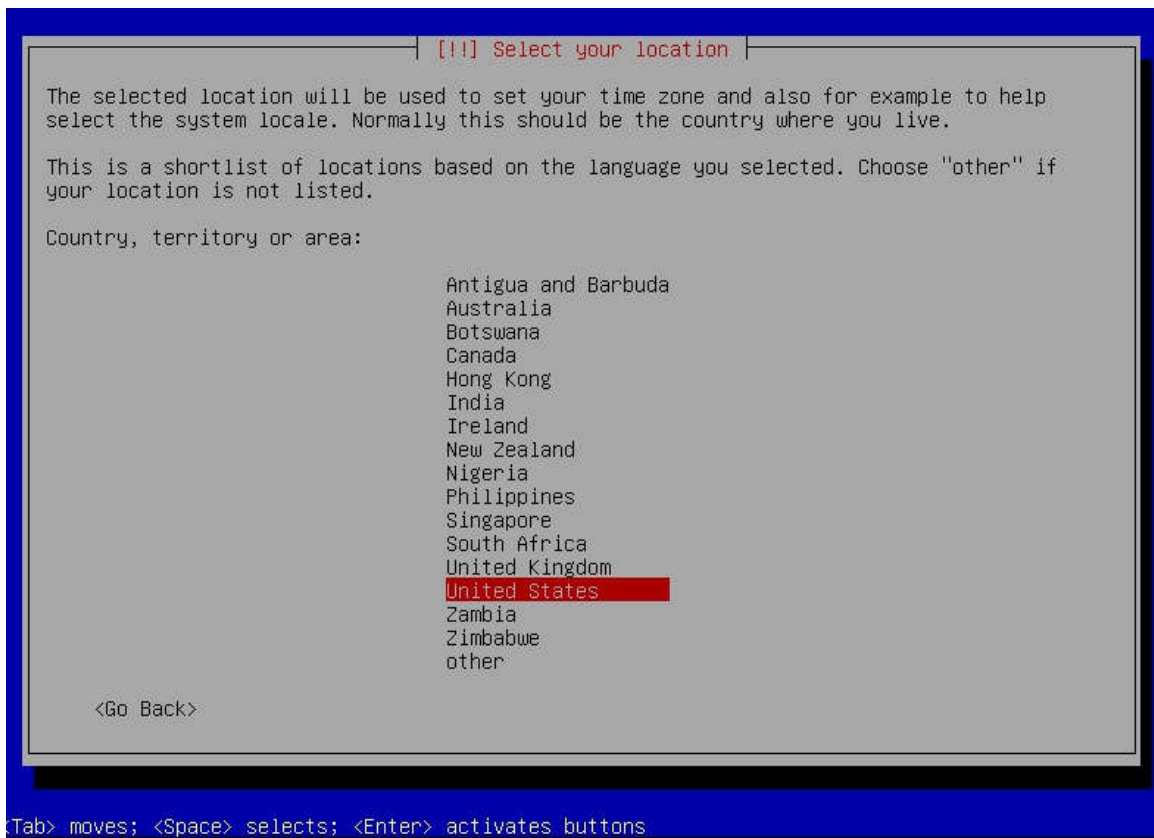 [!!] Select your location
The selected location will be used to set your time zone and also for example to help
select the system locale. Normally this should be the country where you live.
This is a shortlist of locations based on the language you selected. Choose "other" if
your location is not listed.
Country, territory or area:
Antigua and Barbuda
Australia
Botswana
Canada
Hong Kong
India
Ireland
New Zealand
Nigeria
Philippines
Singapore
South Africa
United Kingdom
United States
Zambia
Zimbabwe
other
<Go Back>
<Tab> moves; <Space> selects; <Enter> activates buttons